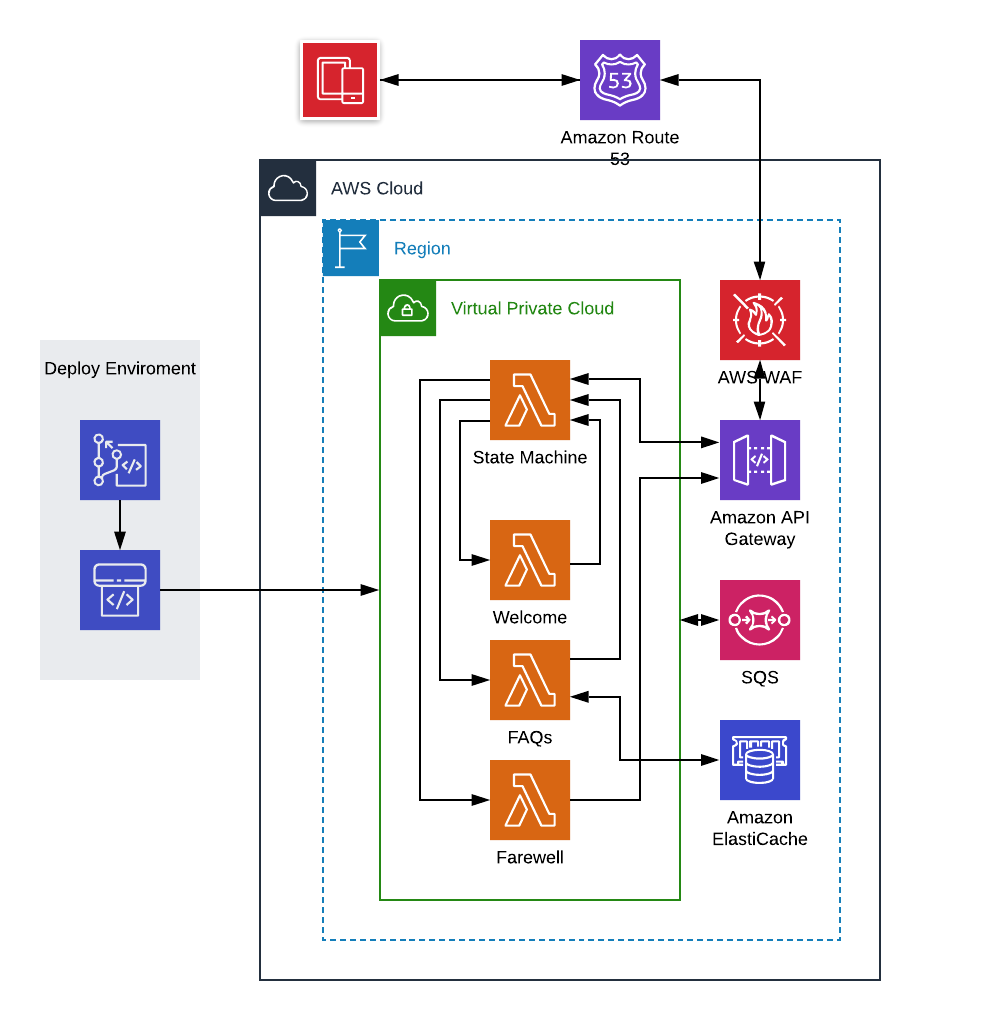 53
Amazon Route
53
AWS Cloud
Region
Virtual Private Cloud
Deploy Enviroment
AWS WAF
State Machine
Amazon API
Gateway
Welcome
SQS
FAQs
Amazon
ElastiCache
Farewell